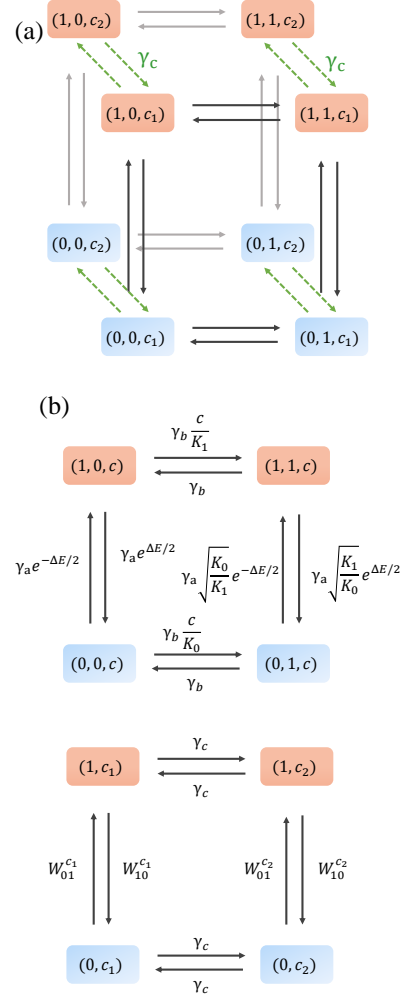 (a)
(1, 0, c₂) (1, 1, c₂)
γc γc
(1, 0, c₁) (1, 1, c₁)
(0, 0, c₂) (0, 1, c₂)
(0, 0, c₁) (0, 1, c₁)
(b)
γb c/K₁
(1, 0, c) (1, 1, c)
γb
γa e^{−ΔE/2} γa e^{ΔE/2} γa √(K₀/K₁) e^{−ΔE/2} γa √(K₁/K₀) e^{ΔE/2}
γb c/K₀
(0, 0, c) (0, 1, c)
γb
γc
(1, c₁) (1, c₂)
γc
W₀₁^{c₁} W₁₀^{c₁} W₀₁^{c₂} W₁₀^{c₂}
γc
(0, c₁) (0, c₂)
γc